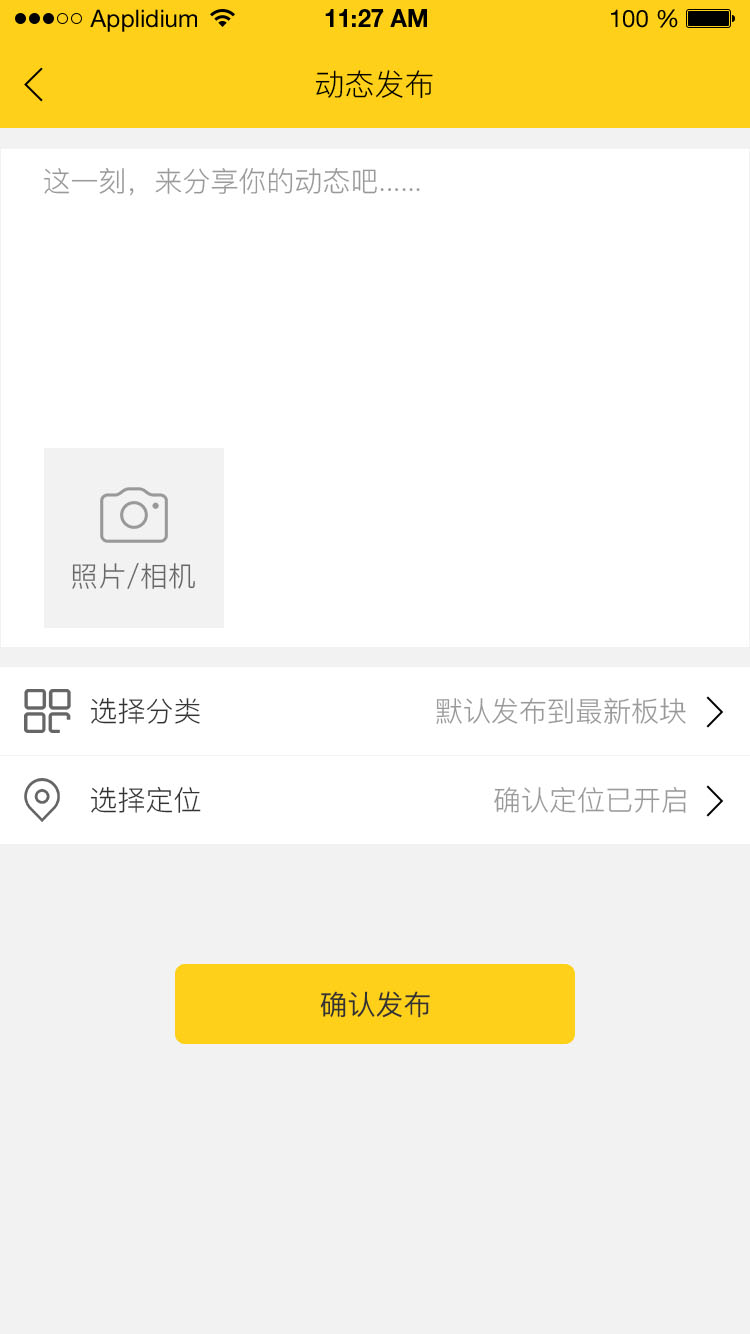 Applidium 11:27 AM 100 %
动态发布
这一刻，来分享你的动态吧......
照片/相机
选择分类 默认发布到最新板块
选择定位 确认定位已开启
确认发布